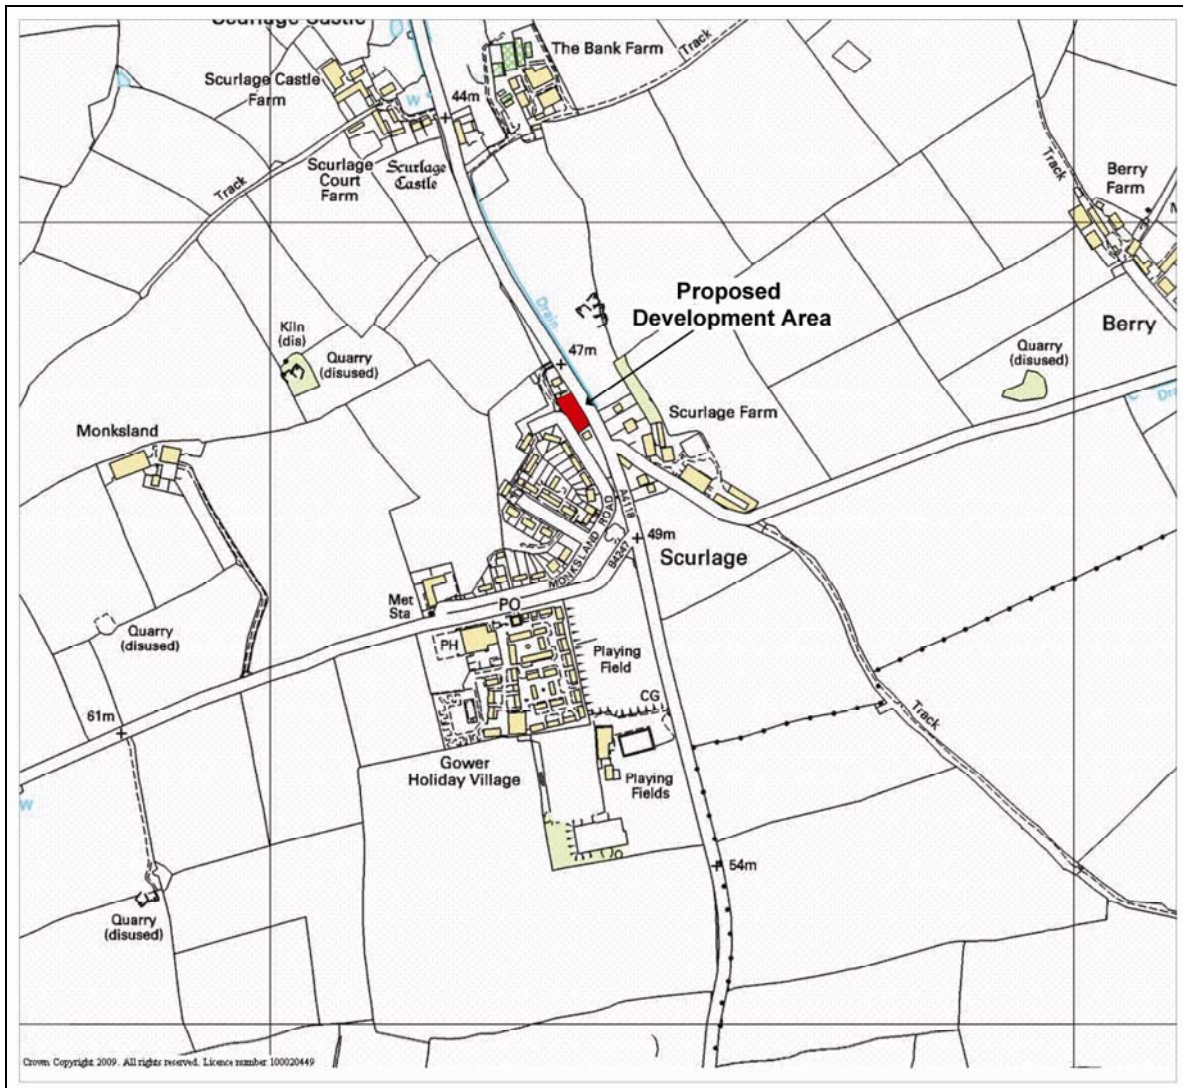 Scurlage Castle
The Bank Farm
Track
Scurlage Castle
Farm
W
44m
Scurlage
Court
Farm
Scurlage
Castle
Track
Track
Berry
Farm
Drain
Proposed
Development Area
Berry
Kiln
(dis)
Quarry
(disused)
47m
Quarry
(disused)
Scurlage Farm
Monksland
A4118
MONKSLAND ROAD
B4247
49m
Scurlage
Met
Sta
PO
PH
Playing
Field
Quarry
(disused)
CG
61m
Track
Gower
Holiday Village
Playing
Fields
W
54m
Quarry
(disused)
Crown Copyright 2009. All rights reserved. Licence number 100020449